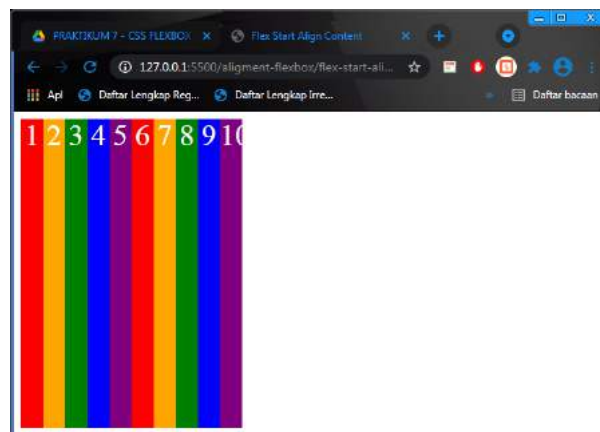 PRAKTIKUM 7 - CSS FLEXBOX
Flex Start Align Content
127.0.0.1:5500/aligment-flexbox/flex-start-ali...
Apl
Daftar Lengkap Reg...
Daftar Lengkap Irre...
Daftar bacaan
1 2 3 4 5 6 7 8 9 10